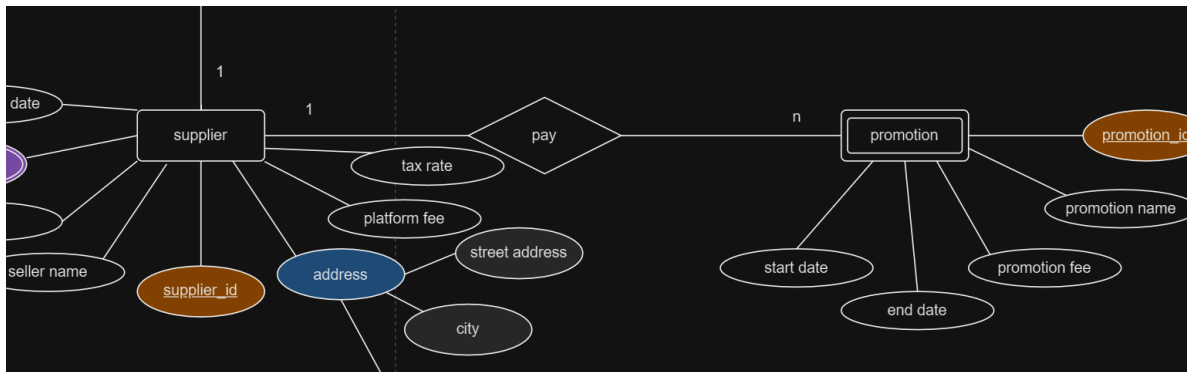 1
date
supplier
1
pay
n
promotion
promotion_id
tax rate
platform fee
promotion name
seller name
supplier_id
address
street address
city
start date
end date
promotion fee